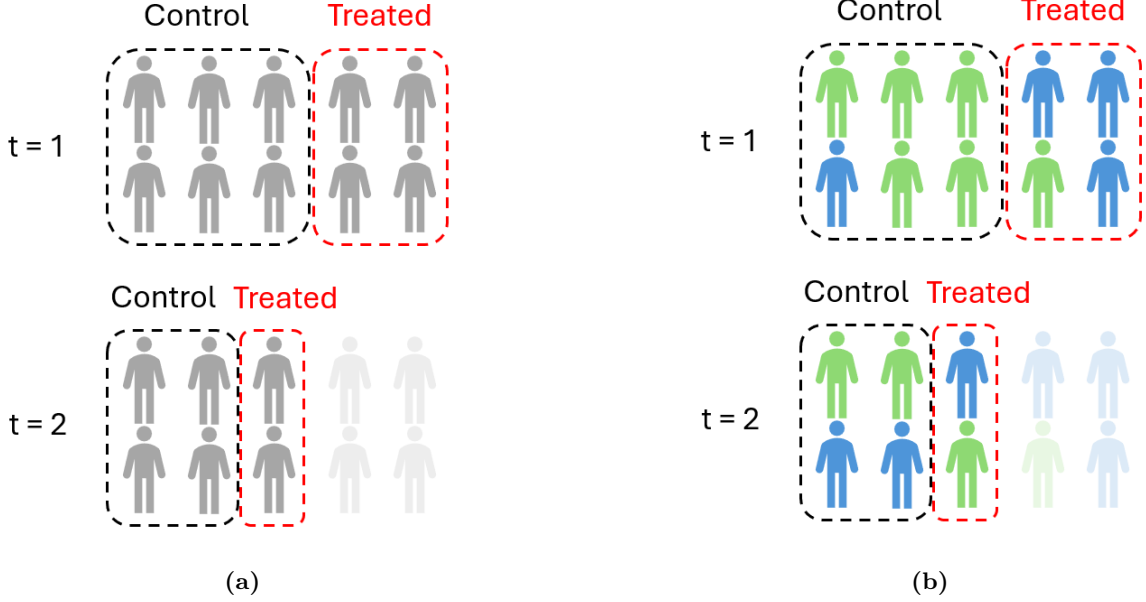 Control Treated
t = 1
Control Treated
t = 2
(a)
Control Treated
t = 1
Control Treated
t = 2
(b)